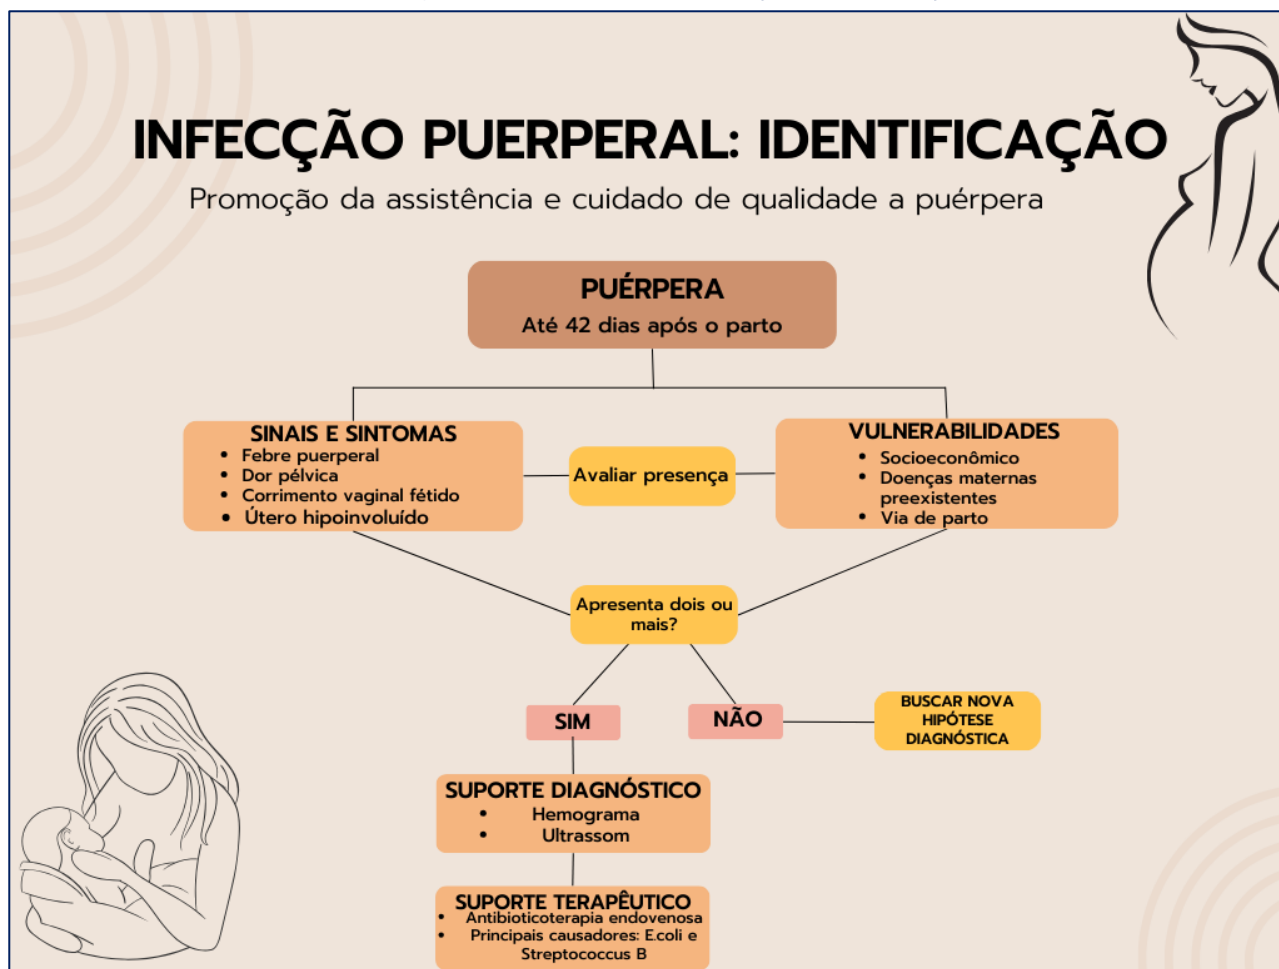 INFECÇÃO PUERPERAL: IDENTIFICAÇÃO
Promoção da assistência e cuidado de qualidade a puérpera
PUÉRPERA
Até 42 dias após o parto
SINAIS E SINTOMAS
• Febre puerperal
• Dor pélvica
• Corrimento vaginal fétido
• Útero hipoinvoluído
Avaliar presença
VULNERABILIDADES
• Socioeconômico
• Doenças maternas
preexistentes
• Via de parto
Apresenta dois ou
mais?
SIM
NÃO
BUSCAR NOVA
HIPÓTESE
DIAGNÓSTICA
SUPORTE DIAGNÓSTICO
• Hemograma
• Ultrassom
SUPORTE TERAPÊUTICO
• Antibioticoterapia endovenosa
• Principais causadores: E.coli e
Streptococcus B